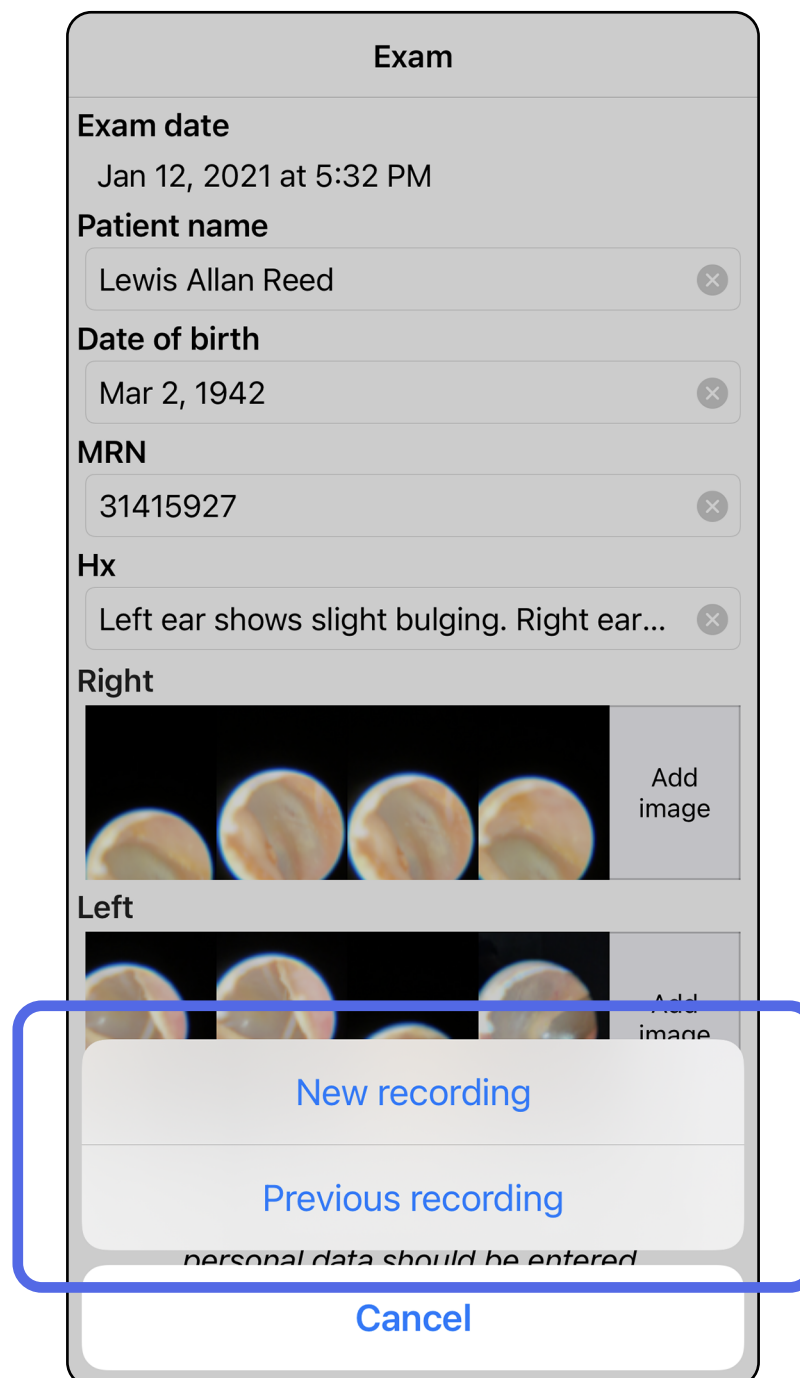 Exam
Exam date
Jan 12, 2021 at 5:32 PM
Patient name
Lewis Allan Reed
Date of birth
Mar 2, 1942
MRN
31415927
Hx
Left ear shows slight bulging. Right ear...
Right
Add
image
Left
Add
image
New recording
Previous recording
personal data should be entered
Cancel